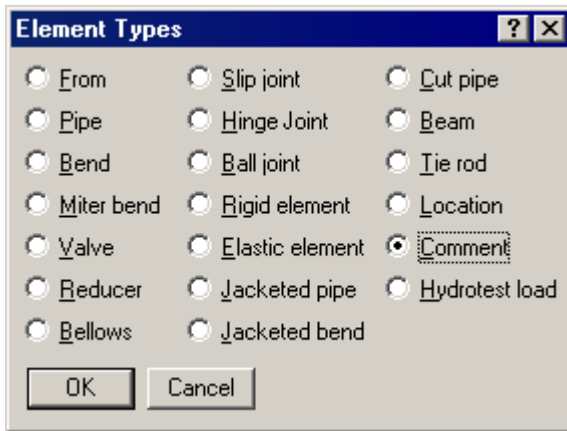 Element Types
From Slip joint Cut pipe
Pipe Hinge Joint Beam
Bend Ball joint Tie rod
Miter bend Rigid element Location
Valve Elastic element Comment
Reducer Jacketed pipe Hydrotest load
Bellows Jacketed bend
OK Cancel